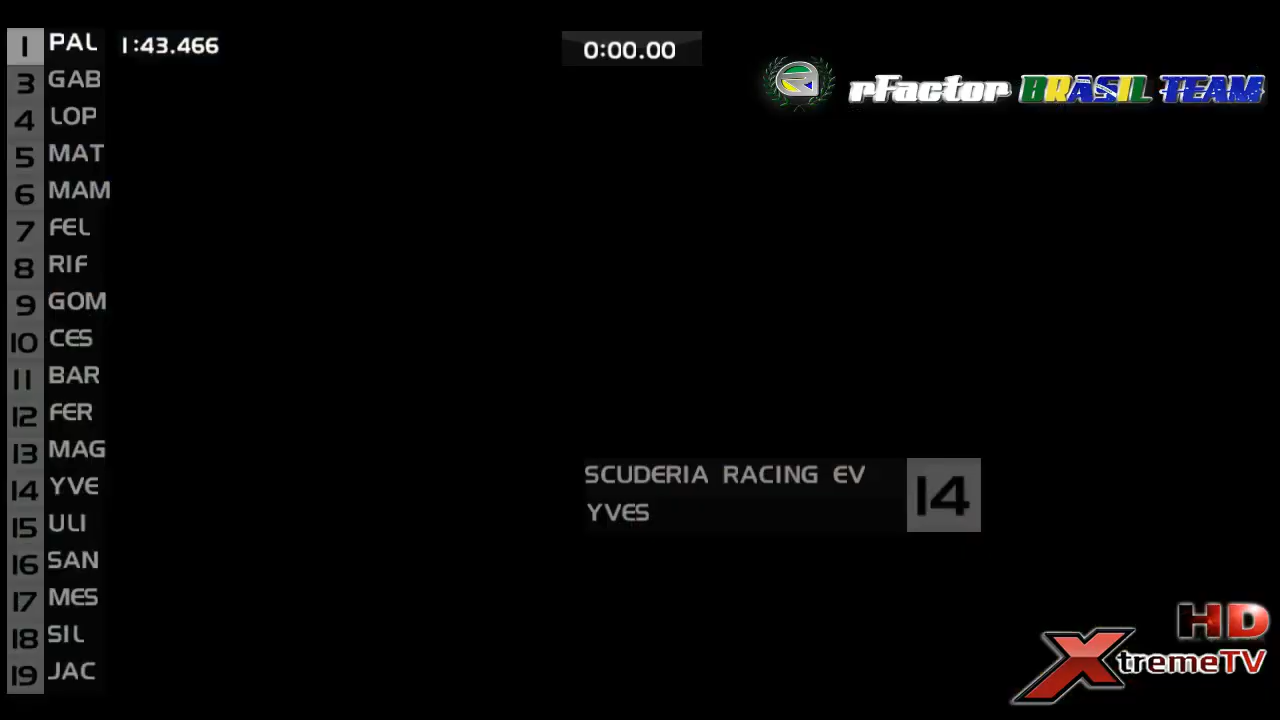 1 PAL 1:43.466
3 GAB
4 LOP
5 MAT
6 MAM
7 FEL
8 RIF
9 GOM
10 CES
11 BAR
12 FER
13 MAG
14 YVE
15 ULI
16 SAN
17 MES
18 SIL
19 JAC
0:00.00
rFactor BRASIL TEAM
SCUDERIA RACING EV
YVES
14
HD
XtremeTV